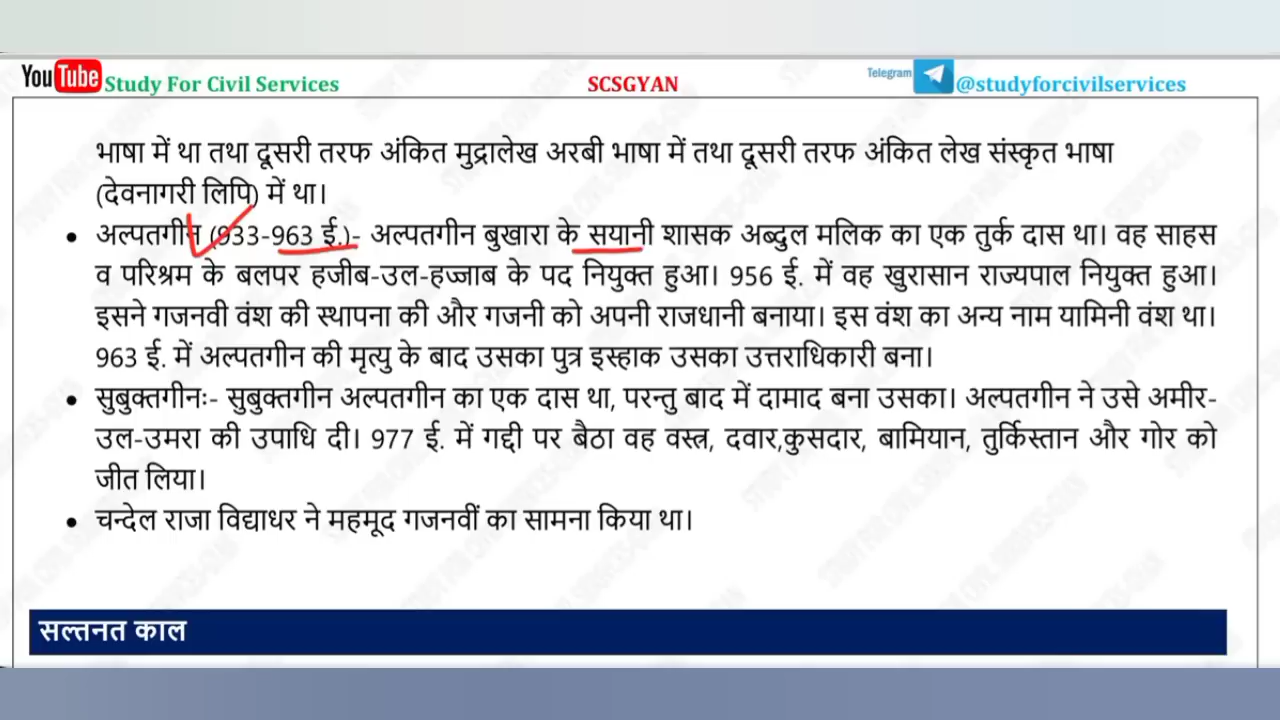 YouTube Study For Civil Services SCSGYAN Telegram @studyforcivilservices
भाषा में था तथा दूसरी तरफ अंकित मुद्रालेख अरबी भाषा में तथा दूसरी तरफ अंकित लेख संस्कृत भाषा
(देवनागरी लिपि) में था।
• अल्पतगीन (933-963 ई.)- अल्पतगीन बुखारा के सयानी शासक अब्दुल मलिक का एक तुर्क दास था। वह साहस
व परिश्रम के बलपर हजीब-उल-हज्जाब के पद नियुक्त हुआ। 956 ई. में वह खुरासान राज्यपाल नियुक्त हुआ।
इसने गजनवी वंश की स्थापना की और गजनी को अपनी राजधानी बनाया। इस वंश का अन्य नाम यामिनी वंश था।
963 ई. में अल्पतगीन की मृत्यु के बाद उसका पुत्र इस्हाक उसका उत्तराधिकारी बना।
• सुबुक्तगीनः- सुबुक्तगीन अल्पतगीन का एक दास था, परन्तु बाद में दामाद बना उसका। अल्पतगीन ने उसे अमीर-
उल-उमरा की उपाधि दी। 977 ई. में गद्दी पर बैठा वह वस्त्र, दवार,कुसदार, बामियान, तुर्किस्तान और गोर को
जीत लिया।
• चन्देल राजा विद्याधर ने महमूद गजनवीं का सामना किया था।
सल्तनत काल